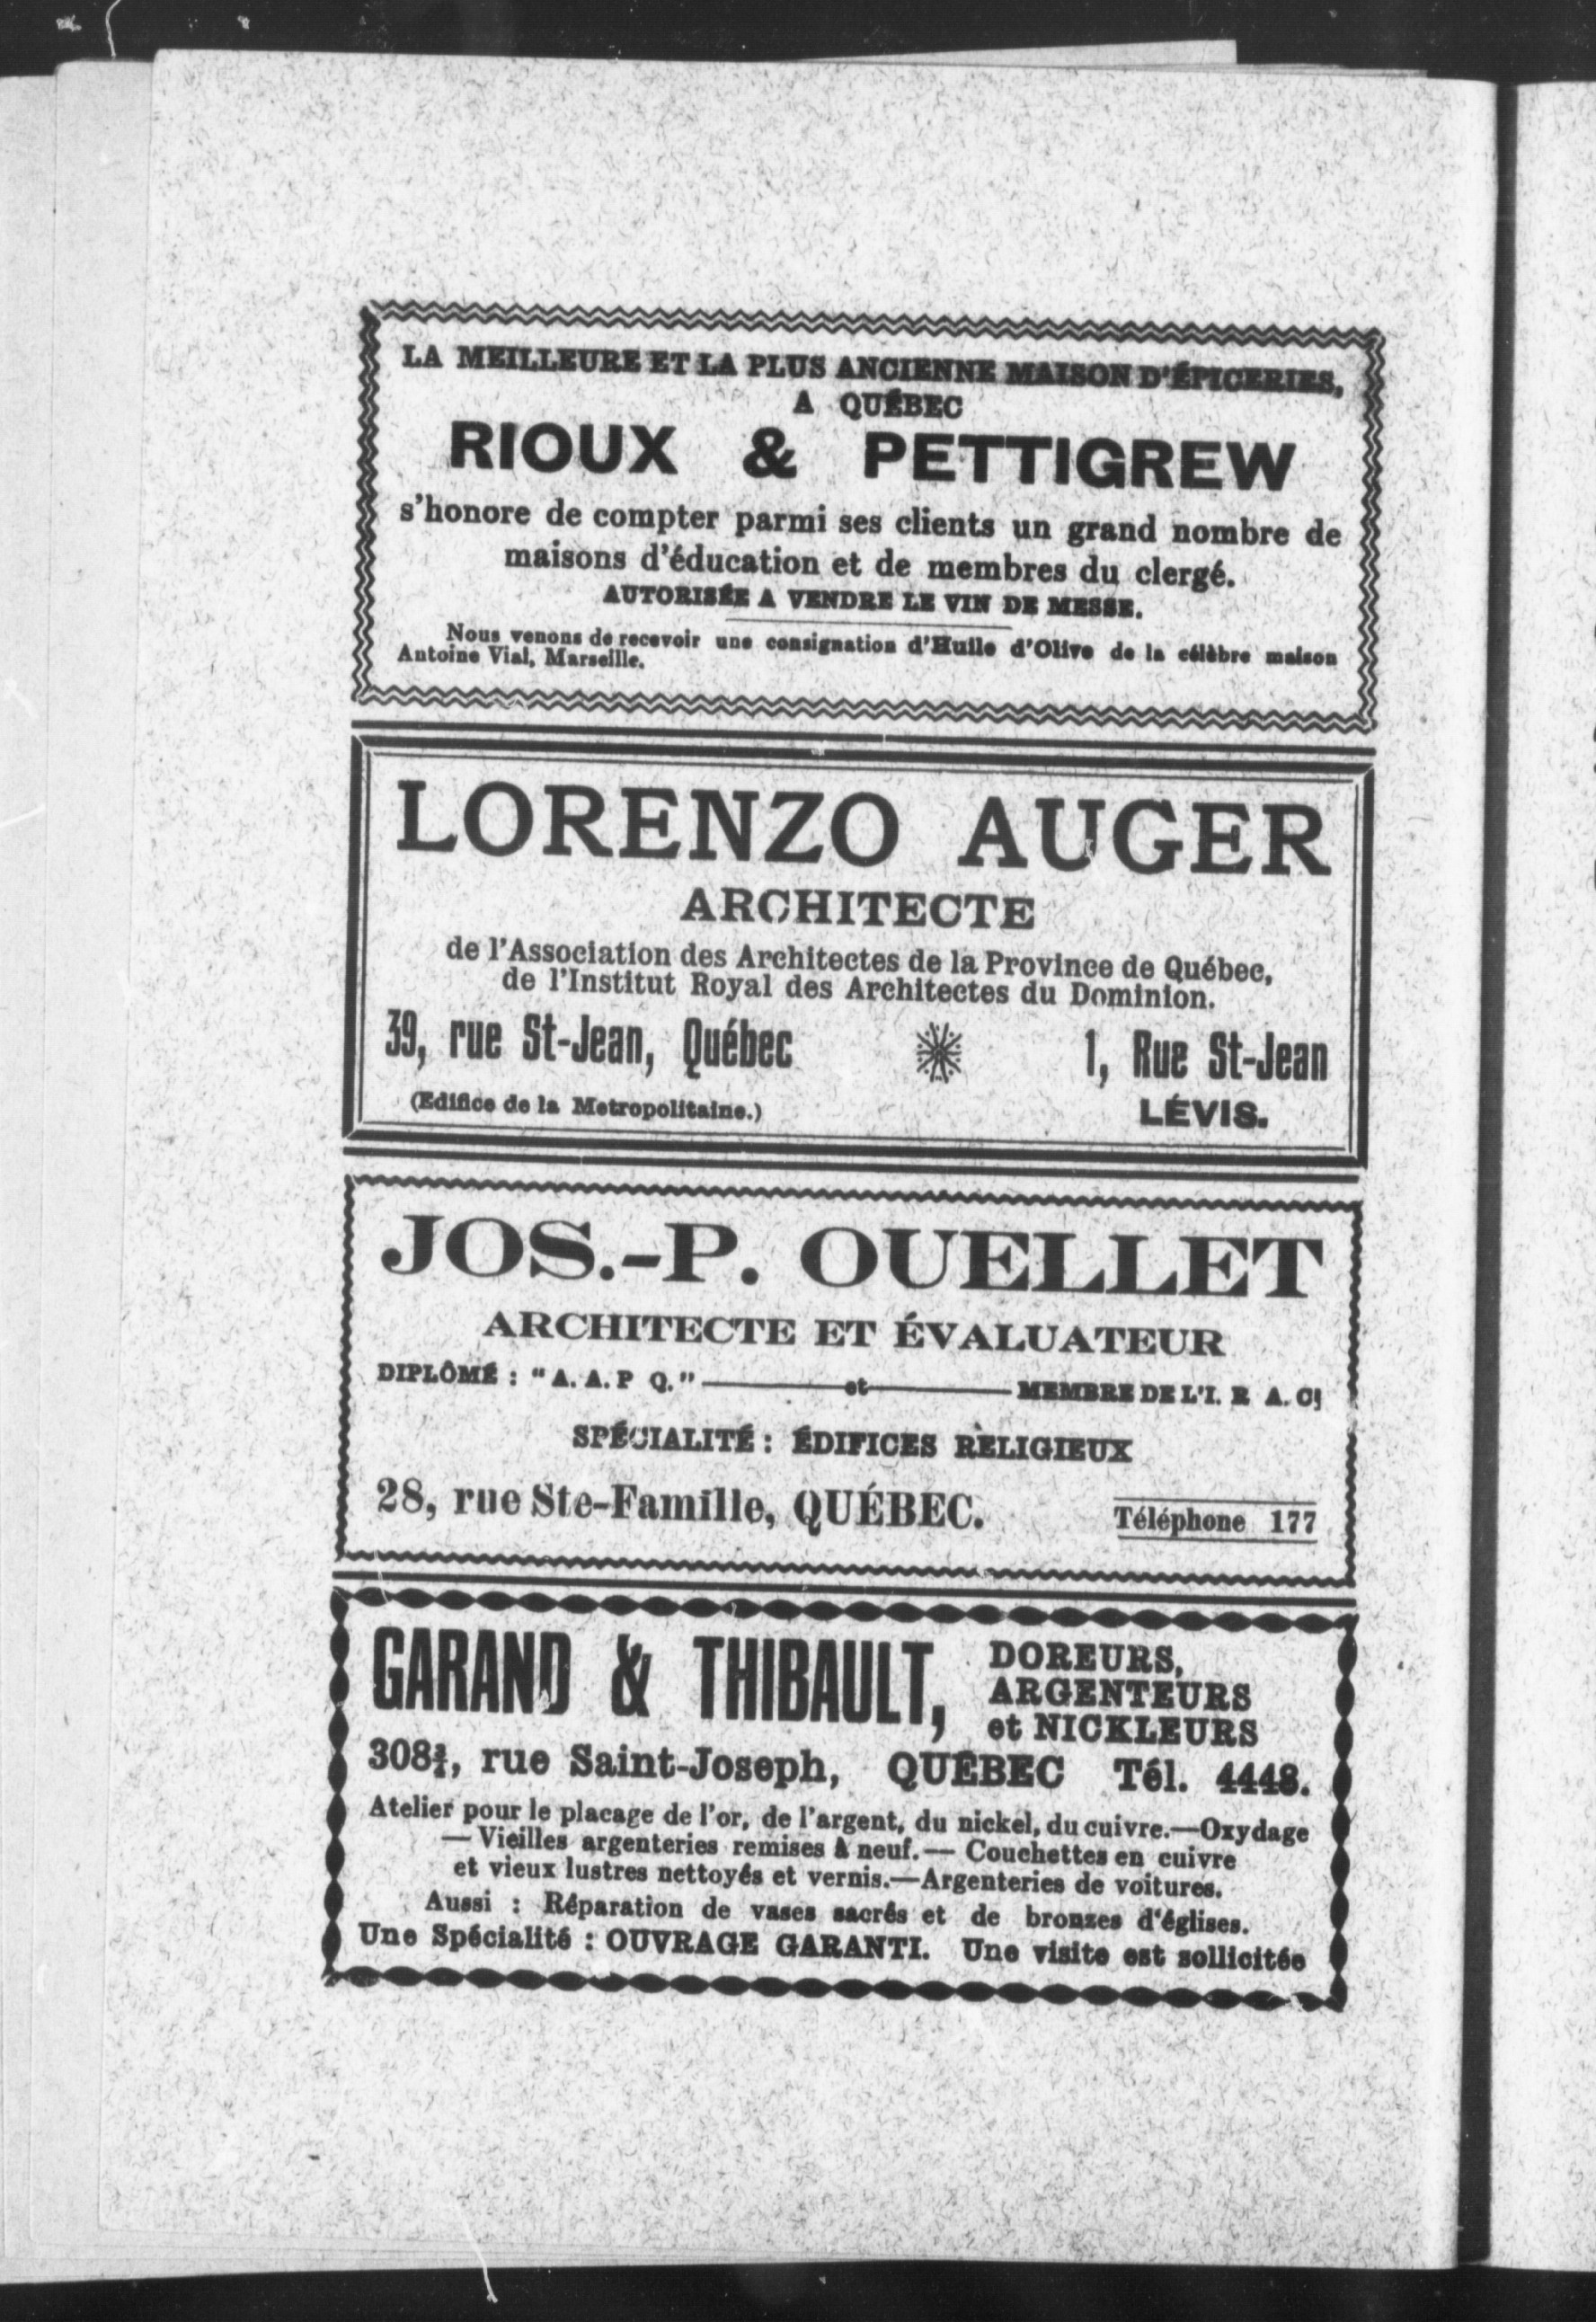 LA MEILLEURE ET LA PLUS ANCIENNE MAISON D'ÉPICERIES,
A QUÉBEC
RIOUX & PETTIGREW
s'honore de compter parmi ses clients un grand nombre de
maisons d'éducation et de membres du clergé.
AUTORISÉE A VENDRE LE VIN DE MESSE.
Nous venons de recevoir une consignation d'Huile d'Olive de la célèbre maison
Antoine Vial, Marseille.
LORENZO AUGER
ARCHITECTE
de l'Association des Architectes de la Province de Québec,
de l'Institut Royal des Architectes du Dominion.
39, rue St-Jean, Québec 1, Rue St-Jean
(Edifice de la Metropolitaine.) LÉVIS.
JOS.-P. OUELLET
ARCHITECTE ET ÉVALUATEUR
DIPLÔMÉ : "A. A. P Q."———et———MEMBRE DE L'I. R A. C!
SPÉCIALITÉ : ÉDIFICES RÈLIGIEUX
28, rue Ste-Famille, QUÉBEC. Téléphone 177
GARAND & THIBAULT, DOREURS,
ARGENTEURS
et NICKLEURS
308¾, rue Saint-Joseph, QUÉBEC Tél. 4448.
Atelier pour le placage de l'or, de l'argent, du nickel, du cuivre.—Oxydage
— Vieilles argenteries remises à neuf.— Couchettes en cuivre
et vieux lustres nettoyés et vernis.—Argenteries de voitures.
Aussi : Réparation de vases sacrés et de bronzes d'églises.
Une Spécialité : OUVRAGE GARANTI. Une visite est sollicitée